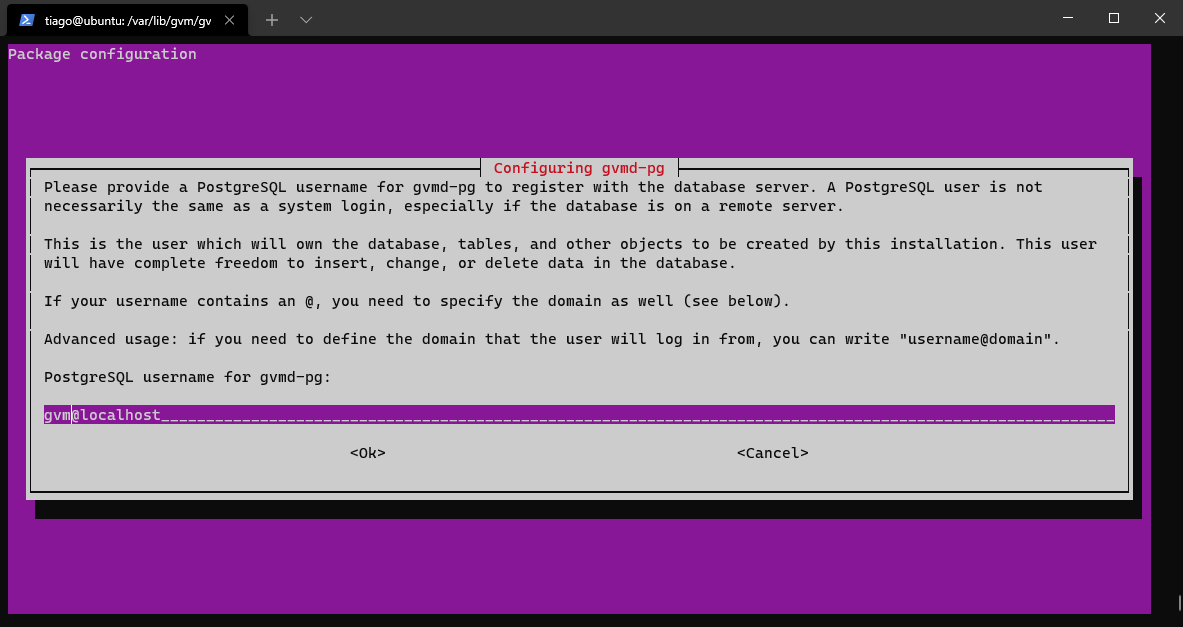 tiago@ubuntu: /var/lib/gvm/gv
Package configuration
Configuring gvmd-pg
Please provide a PostgreSQL username for gvmd-pg to register with the database server. A PostgreSQL user is not
necessarily the same as a system login, especially if the database is on a remote server.
This is the user which will own the database, tables, and other objects to be created by this installation. This user
will have complete freedom to insert, change, or delete data in the database.
If your username contains an @, you need to specify the domain as well (see below).
Advanced usage: if you need to define the domain that the user will log in from, you can write "username@domain".
PostgreSQL username for gvmd-pg:
gvm@localhost
<Ok> <Cancel>